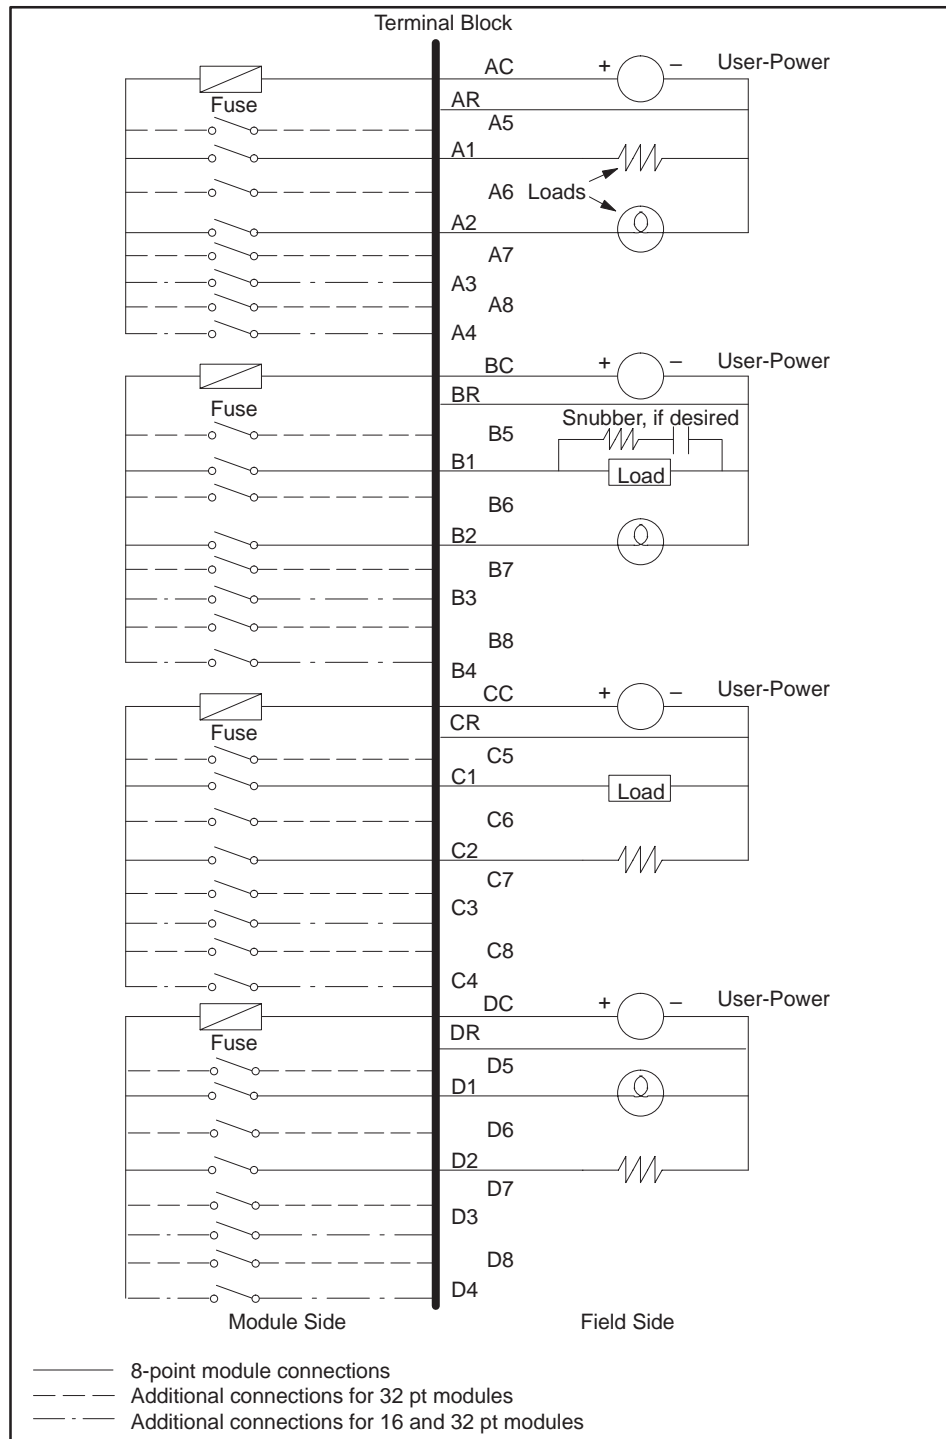 Terminal Block
AC + – User-Power
Fuse
AR
A5
A1
A6 Loads
A2
A7
A3
A8
A4
BC + – User-Power
BR
Fuse
Snubber, if desired
B5
B1
Load
B6
B2
B7
B3
B8
B4
CC + – User-Power
CR
Fuse
C5
C1
Load
C6
C2
C7
C3
C8
C4
DC + – User-Power
DR
Fuse
D5
D1
D6
D2
D7
D3
D8
D4
Module Side Field Side
8-point module connections
Additional connections for 32 pt modules
Additional connections for 16 and 32 pt modules